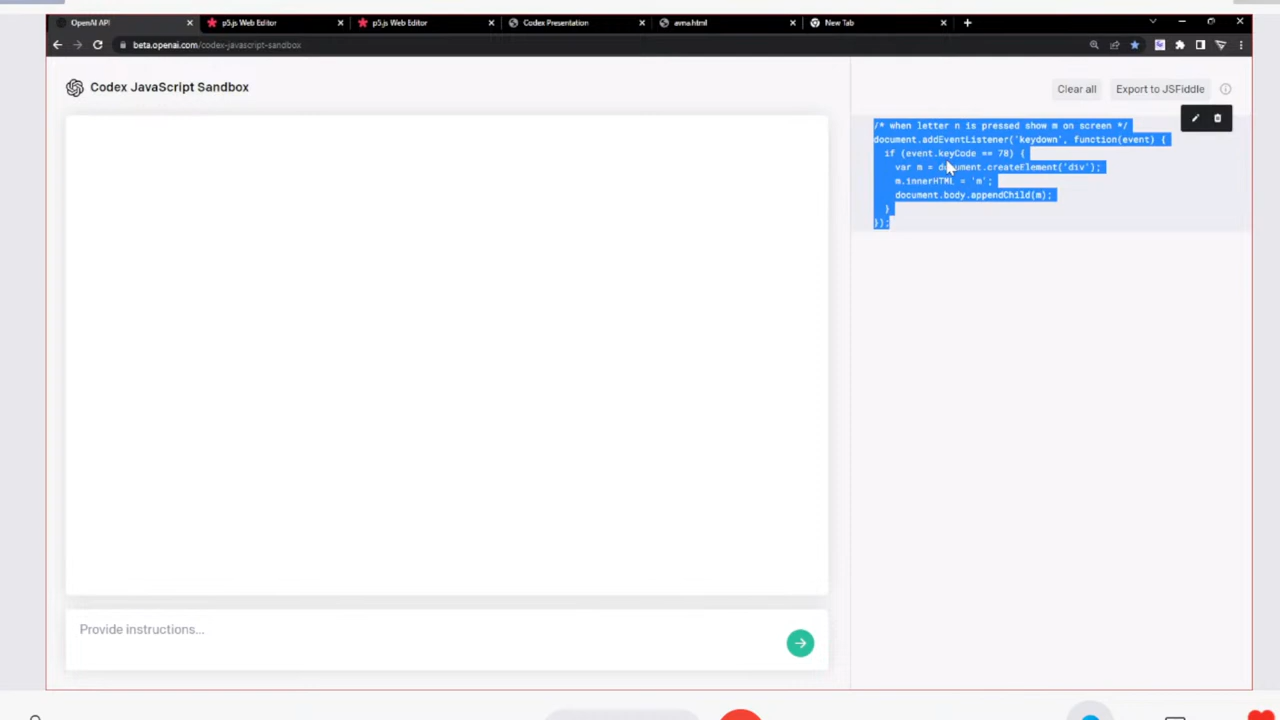 OpenAI API
p5.js Web Editor
p5.js Web Editor
Codex Presentation
avma.html
New Tab
beta.openai.com/codex-javascript-sandbox
Codex JavaScript Sandbox
Clear all
Export to JSFiddle
/* when letter n is pressed show m on screen */
document.addEventListener('keydown', function(event) {
if (event.keyCode == 78) {
var m = document.createElement('div');
m.innerHTML = 'm';
document.body.appendChild(m);
}
});
Provide instructions...